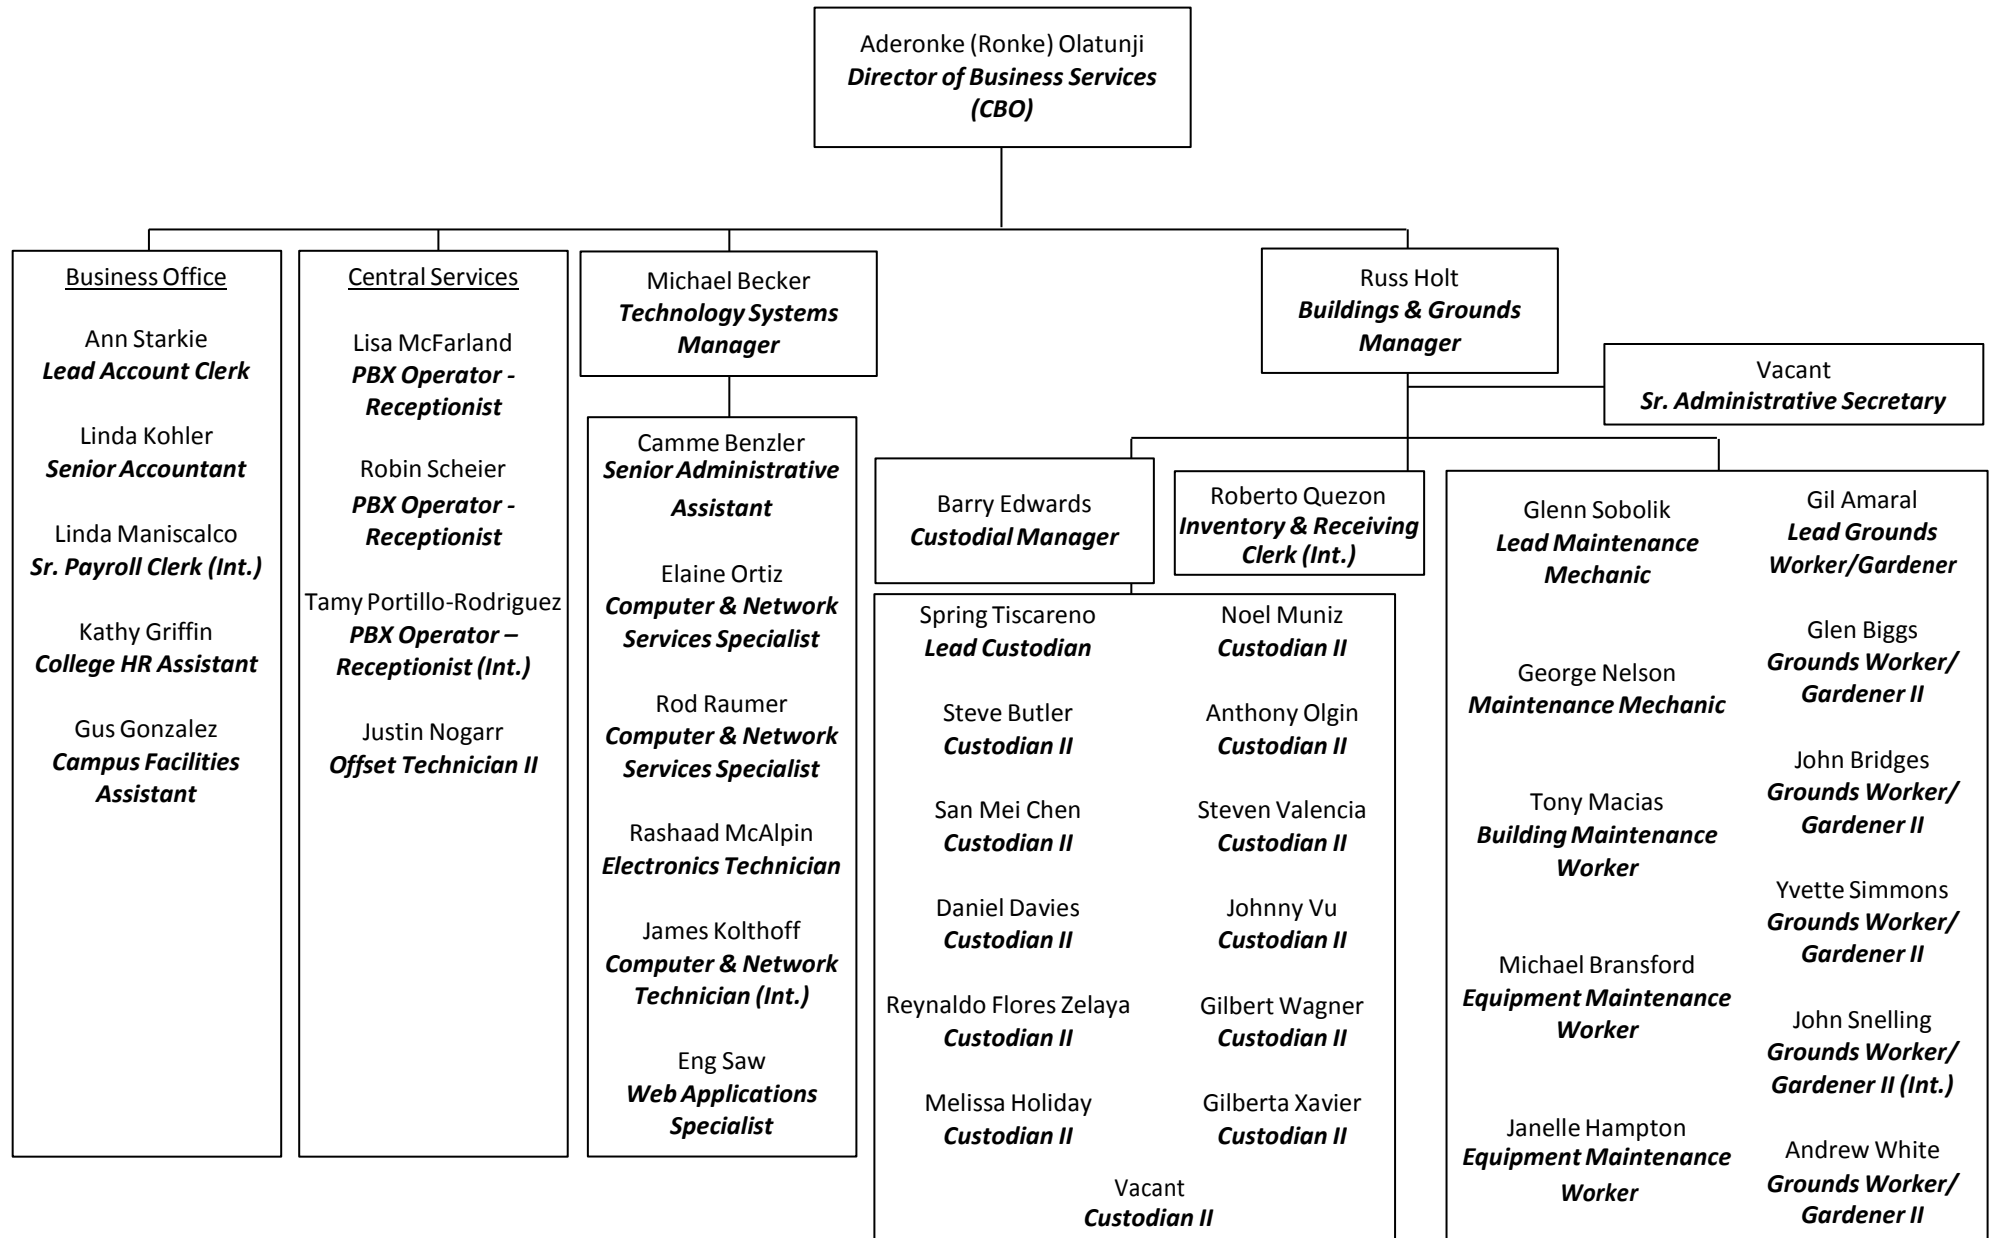 Aderonke (Ronke) Olatunji
Director of Business Services
(CBO)
Business Office
Ann Starkie
Lead Account Clerk
Linda Kohler
Senior Accountant
Linda Maniscalco
Sr. Payroll Clerk (Int.)
Kathy Griffin
College HR Assistant
Gus Gonzalez
Campus Facilities
Assistant
Central Services
Lisa McFarland
PBX Operator -
Receptionist
Robin Scheier
PBX Operator -
Receptionist
Tamy Portillo-Rodriguez
PBX Operator –
Receptionist (Int.)
Justin Nogarr
Offset Technician II
Michael Becker
Technology Systems
Manager
Camme Benzler
Senior Administrative
Assistant
Elaine Ortiz
Computer & Network
Services Specialist
Rod Raumer
Computer & Network
Services Specialist
Rashaad McAlpin
Electronics Technician
James Kolthoff
Computer & Network
Technician (Int.)
Eng Saw
Web Applications
Specialist
Russ Holt
Buildings & Grounds
Manager
Vacant
Sr. Administrative Secretary
Barry Edwards
Custodial Manager
Spring Tiscareno
Lead Custodian
Steve Butler
Custodian II
San Mei Chen
Custodian II
Daniel Davies
Custodian II
Reynaldo Flores Zelaya
Custodian II
Melissa Holiday
Custodian II
Noel Muniz
Custodian II
Anthony Olgin
Custodian II
Steven Valencia
Custodian II
Johnny Vu
Custodian II
Gilbert Wagner
Custodian II
Gilberta Xavier
Custodian II
Vacant
Custodian II
Roberto Quezon
Inventory & Receiving
Clerk (Int.)
Glenn Sobolik
Lead Maintenance
Mechanic
George Nelson
Maintenance Mechanic
Tony Macias
Building Maintenance
Worker
Michael Bransford
Equipment Maintenance
Worker
Janelle Hampton
Equipment Maintenance
Worker
Gil Amaral
Lead Grounds
Worker/Gardener
Glen Biggs
Grounds Worker/
Gardener II
John Bridges
Grounds Worker/
Gardener II
Yvette Simmons
Grounds Worker/
Gardener II
John Snelling
Grounds Worker/
Gardener II (Int.)
Andrew White
Grounds Worker/
Gardener II